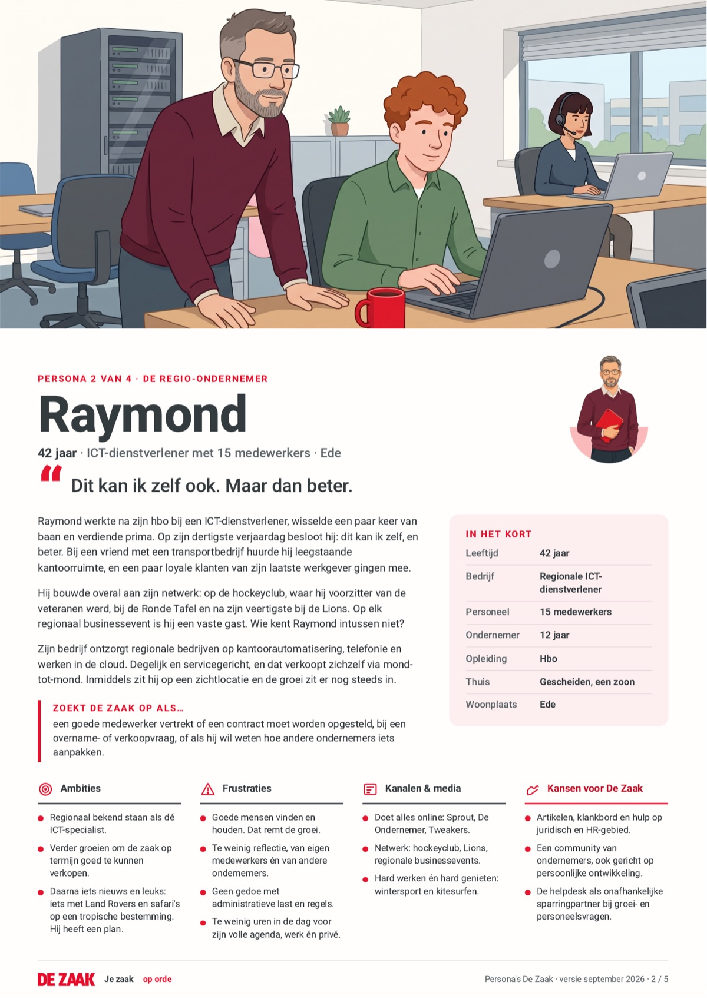 PERSONA 2 VAN 4 · DE REGIO-ONDERNEMER
Raymond
42 jaar · ICT-dienstverlener met 15 medewerkers · Ede
“ Dit kan ik zelf ook. Maar dan beter.
Raymond werkte na zijn hbo bij een ICT-dienstverlener, wisselde een paar keer van
baan en verdiende prima. Op zijn dertigste verjaardag besloot hij: dit kan ik zelf, en
beter. Bij een vriend met een transportbedrijf huurde hij leegstaande
kantoorruimte, en een paar loyale klanten van zijn laatste werkgever gingen mee.
Hij bouwde overal aan zijn netwerk: op de hockeyclub, waar hij voorzitter van de
veteranen werd, bij de Ronde Tafel en na zijn veertigste bij de Lions. Op elk
regionaal businessevent is hij een vaste gast. Wie kent Raymond intussen niet?
Zijn bedrijf ontzorgt regionale bedrijven op kantoorautomatisering, telefonie en
werken in de cloud. Degelijk en servicegericht, en dat verkoopt zichzelf via mond-
tot-mond. Inmiddels zit hij op een zichtlocatie en de groei zit er nog steeds in.
ZOEKT DE ZAAK OP ALS…
een goede medewerker vertrekt of een contract moet worden opgesteld, bij een
overname- of verkoopvraag, of als hij wil weten hoe andere ondernemers iets
aanpakken.
IN HET KORT
Leeftijd 42 jaar
Bedrijf Regionale ICT-
dienstverlener
Personeel 15 medewerkers
Ondernemer 12 jaar
Opleiding Hbo
Thuis Gescheiden, een zoon
Woonplaats Ede
Ambities
Regionaal bekend staan als dé
ICT-specialist.
Verder groeien om de zaak op
termijn goed te kunnen
verkopen.
Daarna iets nieuws en leuks:
iets met Land Rovers en safari's
op een tropische bestemming.
Hij heeft een plan.
Frustraties
Goede mensen vinden en
houden. Dat remt de groei.
Te weinig reflectie, van eigen
medewerkers én van andere
ondernemers.
Geen gedoe met
administratieve last en regels.
Te weinig uren in de dag voor
zijn volle agenda, werk én privé.
Kanalen & media
Doet alles online: Sprout, De
Ondernemer, Tweakers.
Netwerk: hockeyclub, Lions,
regionale businessevents.
Hard werken én hard genieten:
wintersport en kitesurfen.
Kansen voor De Zaak
Artikelen, klankbord en hulp op
juridisch en HR-gebied.
Een community van
ondernemers, ook gericht op
persoonlijke ontwikkeling.
De helpdesk als onafhankelijke
sparringpartner bij groei- en
personeelsvragen.
DE ZAAK Je zaak op orde
Persona's De Zaak · versie september 2026 · 2 / 5